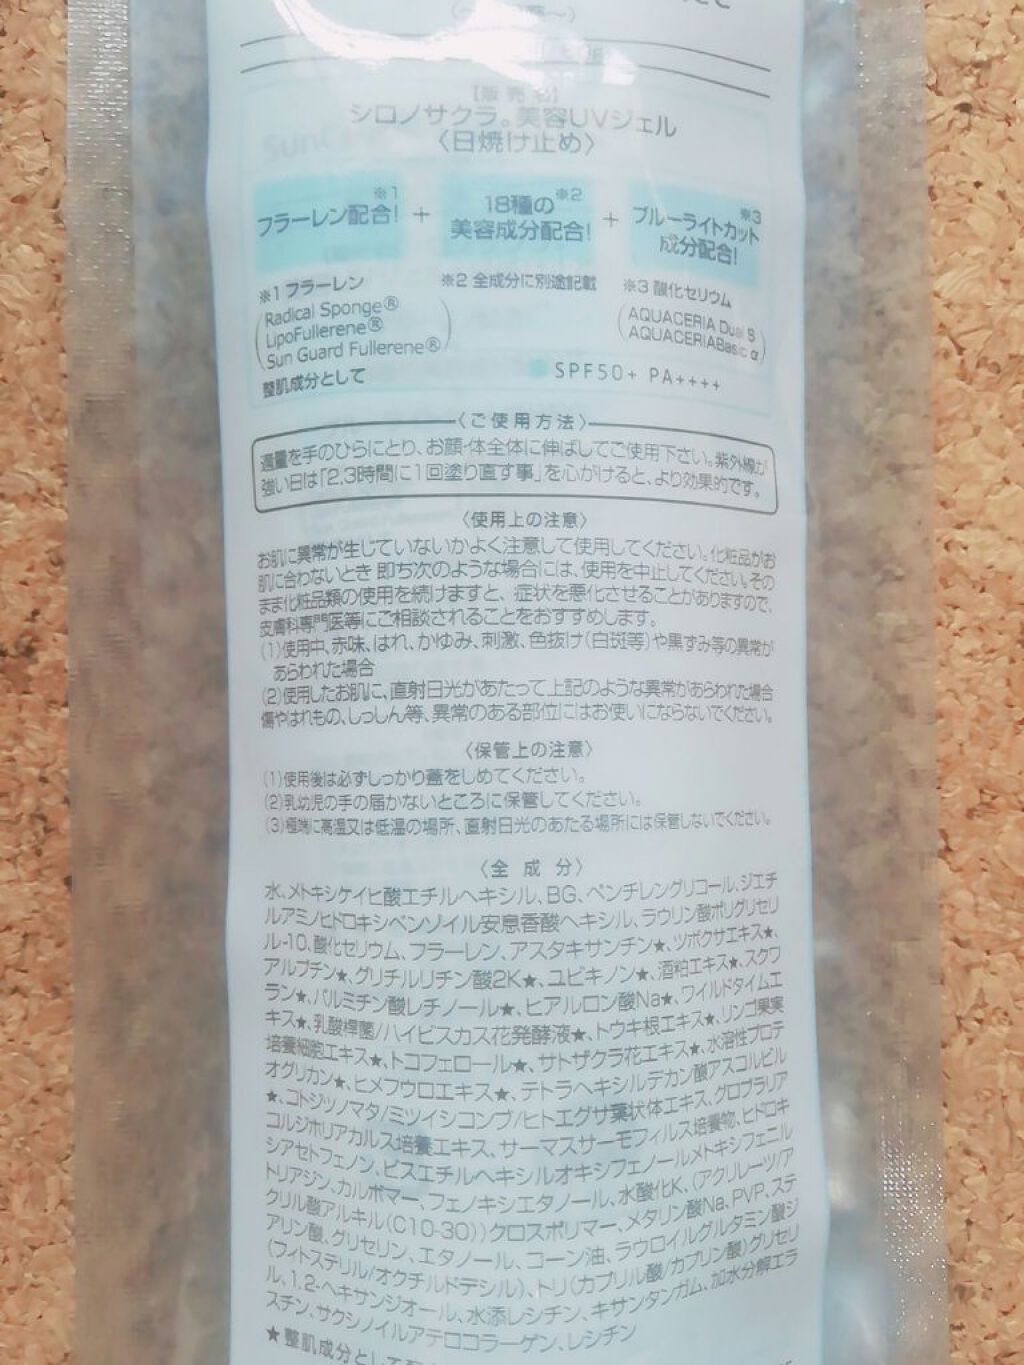 【販売名】
シロノサクラ。美容UVジェル
〈日焼け止め〉
※1
フラーレン配合!
+
18種の※2
美容成分配合!
+
※3
ブルーライトカット
成分配合!
※1 フラーレン
Radical Sponge®
LipoFullerene®
Sun Guard Fullerene®
整肌成分として
※2 全成分に別途記載
※3 酸化セリウム
AQUACERIA Dual S
AQUACERIABasic α
SPF50+ PA++++
〈ご使用方法〉
適量を手のひらにとり、お顔・体全体に伸ばしてご使用下さい。紫外線が
強い日は「2,3時間に1回塗り直す事」を心がけると、より効果的です。
〈使用上の注意〉
お肌に異常が生じていないかよく注意して使用してください。化粧品がお
肌に合わないとき 即ち次のような場合には、使用を中止してください。その
まま化粧品類の使用を続けますと、症状を悪化させることがありますので、
皮膚科専門医等にご相談されることをおすすめします。
(1)使用中、赤味、はれ、かゆみ、刺激、色抜け(白斑等)や黒ずみ等の異常が
あらわれた場合
(2)使用したお肌に、直射日光があたって上記のような異常があらわれた場合
傷やはれもの、しっしん等、異常のある部位にはお使いにならないでください。
〈保管上の注意〉
(1)使用後は必ずしっかり蓋をしめてください。
(2)乳幼児の手の届かないところに保管してください。
(3)極端に高温又は低温の場所、直射日光のあたる場所には保管しないでください。
〈全成分〉
水、メトキシケイヒ酸エチルヘキシル、BG、ペンチレングリコール、ジエチ
ルアミノヒドロキシベンゾイル安息香酸ヘキシル、ラウリン酸ポリグリセリ
ル-10、酸化セリウム、フラーレン、アスタキサンチン★、ツボクサエキス★、
アルブチン★、グリチルリチン酸2K★、ユビキノン★、酒粕エキス★、スクワ
ラン★、パルミチン酸レチノール★、ヒアルロン酸Na★、ワイルドタイムエ
キス★、乳酸桿菌/ハイビスカス花発酵液★、トウキ根エキス★、リンゴ果実
培養細胞エキス★、トコフェロール★、サトザクラ花エキス★、水溶性プロテ
オグリカン★、ヒメフウロエキス★、テトラヘキシルデカン酸アスコルビル
★、コトジツノマタ/ミツイシコンブ/ヒトエグサ葉状体エキス、グロブラリア
コルジホリアカルス培養エキス、サーマスサーモフィルス培養物、ヒドロキ
シアセトフェノン、ビスエチルヘキシルオキシフェノールメトキシフェニル
トリアジン、カルボマー、フェノキシエタノール、水酸化K、(アクリレーツ/ア
クリル酸アルキル(C10-30))クロスポリマー、メタリン酸Na、PVP、ステ
アリン酸、グリセリン、エタノール、コーン油、ラウロイルグルタミン酸ジ
(フィトステリル/オクチルドデシル)、トリ(カプリル酸/カプリン酸)グリセリ
ル、1,2-ヘキサンジオール、水添レシチン、キサンタンガム、加水分解エラ
スチン、サクシノイルアテロコラーゲン、レシチン
★整肌成分として